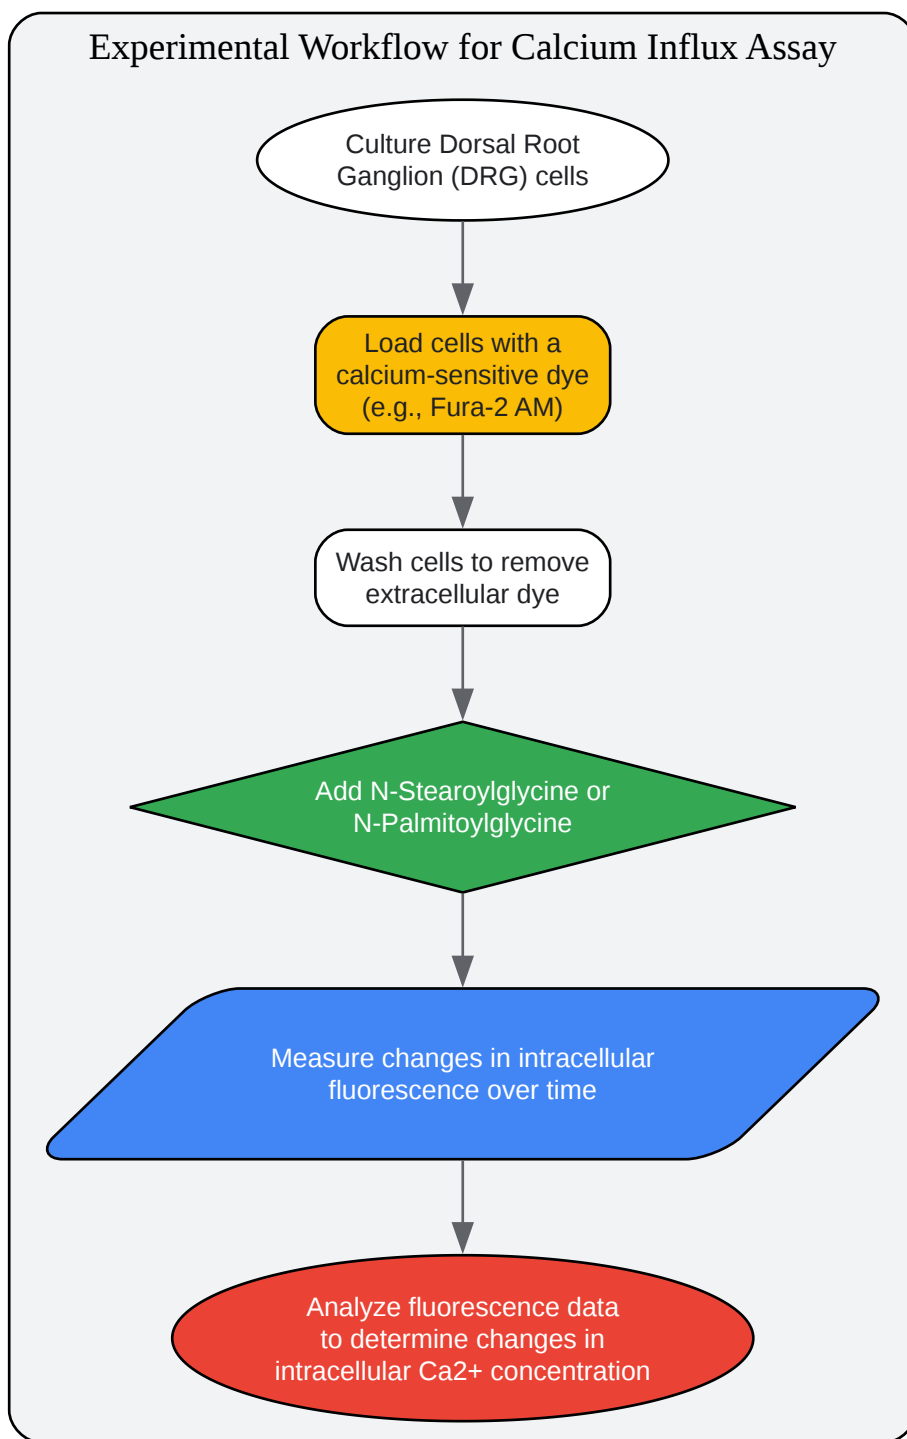 Experimental Workflow for Calcium Influx Assay
Culture Dorsal Root
Ganglion (DRG) cells
Load cells with a
calcium-sensitive dye
(e.g., Fura-2 AM)
Wash cells to remove
extracellular dye
Add N-Stearoylglycine or
N-Palmitoylglycine
Measure changes in intracellular
fluorescence over time
Analyze fluorescence data
to determine changes in
intracellular Ca2+ concentration